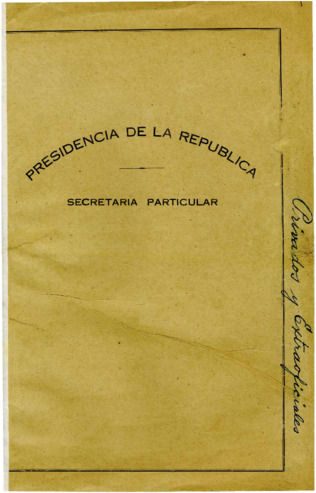 PRESIDENCIA DE LA REPUBLICA
SECRETARIA PARTICULAR
Privados y Extraoficiales